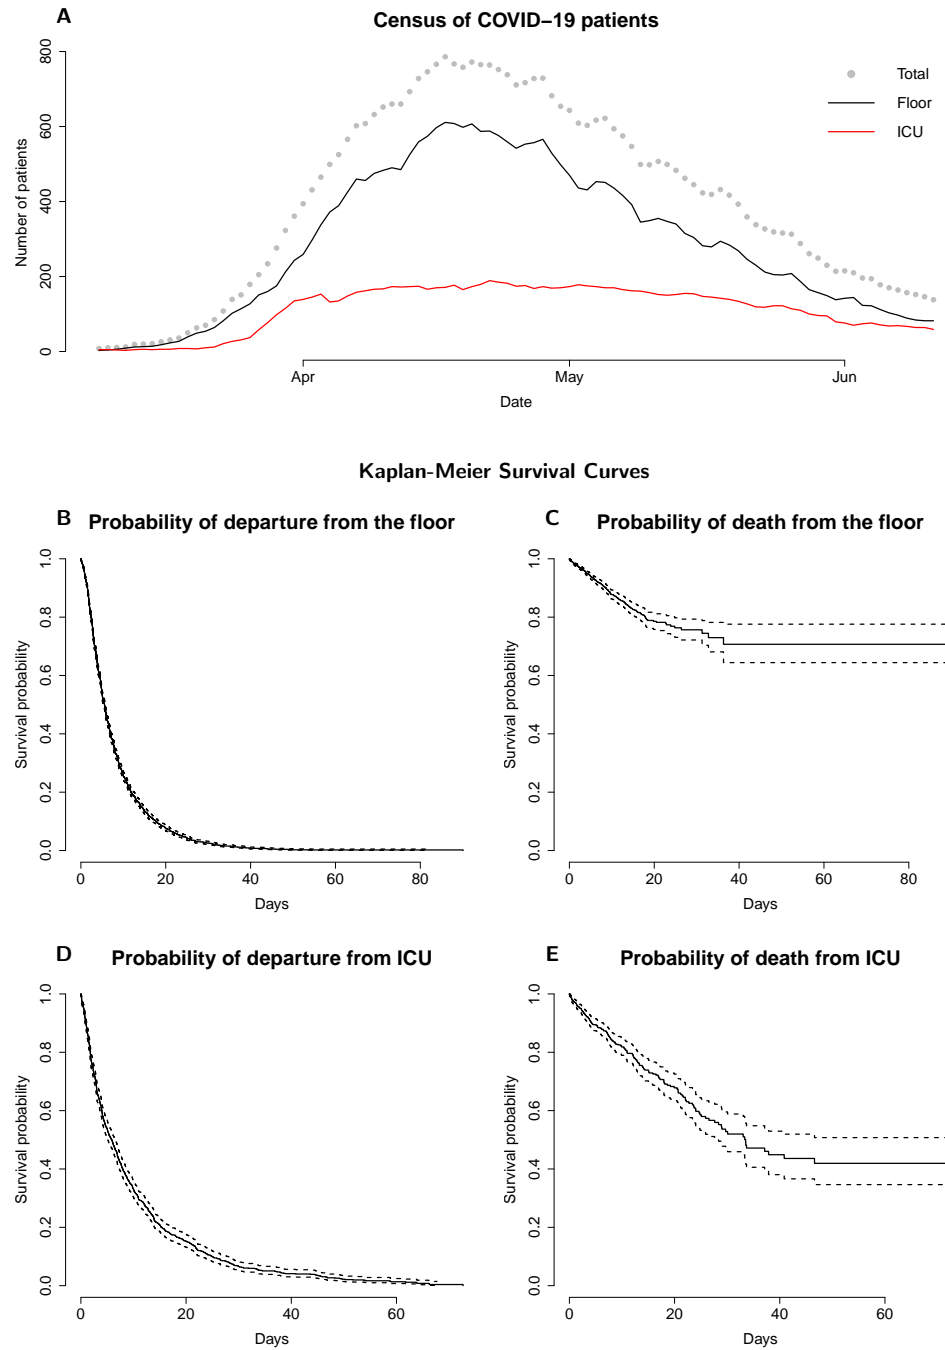 A
Census of COVID−19 patients
800
600
400
200
0
Number of patients
Total
Floor
ICU
Apr
May
Jun
Date
Kaplan-Meier Survival Curves
B
Probability of departure from the floor
1.0
0.8
0.6
0.4
0.2
0.0
Survival probability
0
20
40
60
80
Days
C
Probability of death from the floor
1.0
0.8
0.6
0.4
0.2
0.0
Survival probability
0
20
40
60
80
Days
D
Probability of departure from ICU
1.0
0.8
0.6
0.4
0.2
0.0
Survival probability
0
20
40
60
Days
E
Probability of death from ICU
1.0
0.8
0.6
0.4
0.2
0.0
Survival probability
0
20
40
60
Days